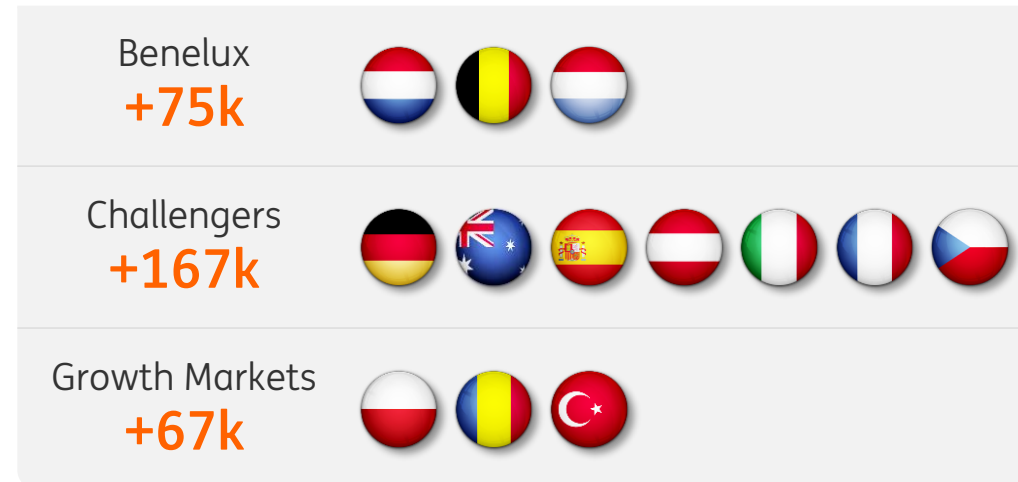 Benelux
+75k
Challengers
+167k
Growth Markets
+67k